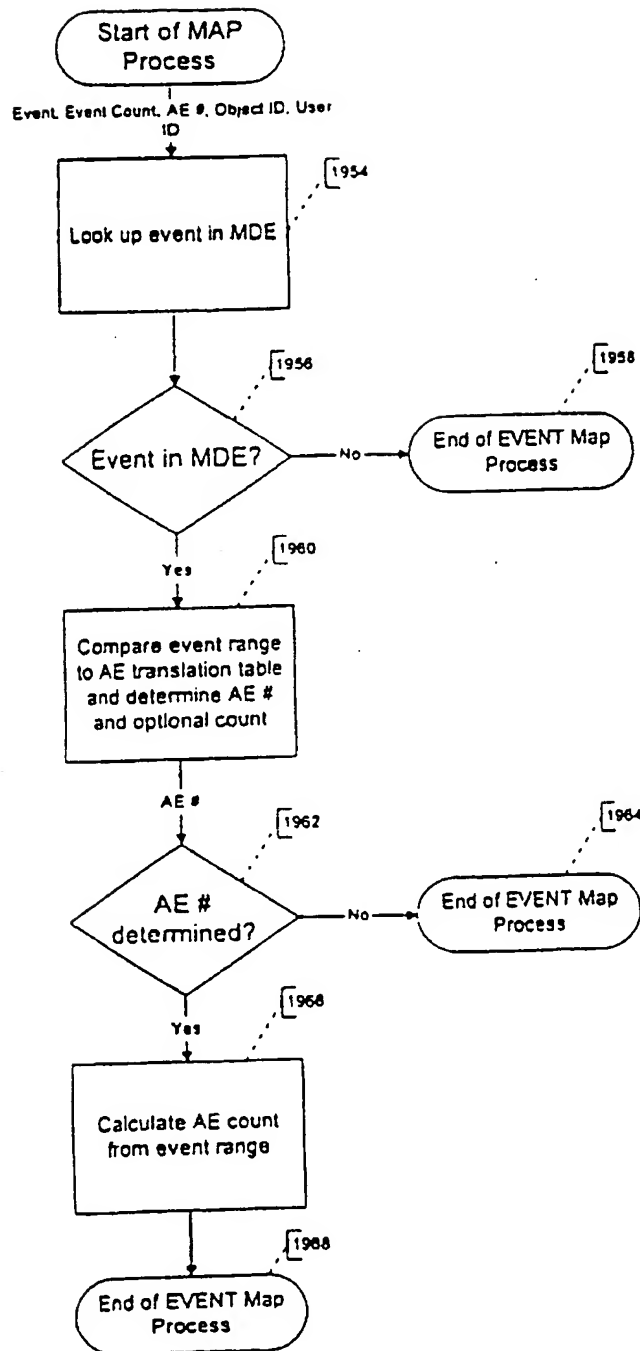 Start of MAP
Process
Event, Event Count, AE #, Object ID, User
ID
1954
Look up event in MDE
1956
1958
Event in MDE?
No
End of EVENT Map
Process
Yes
1960
Compare event range
to AE translation table
and determine AE #
and optional count
AE #
1962
1964
AE #
determined?
No
End of EVENT Map
Process
Yes
1966
Calculate AE count
from event range
1968
End of EVENT Map
Process